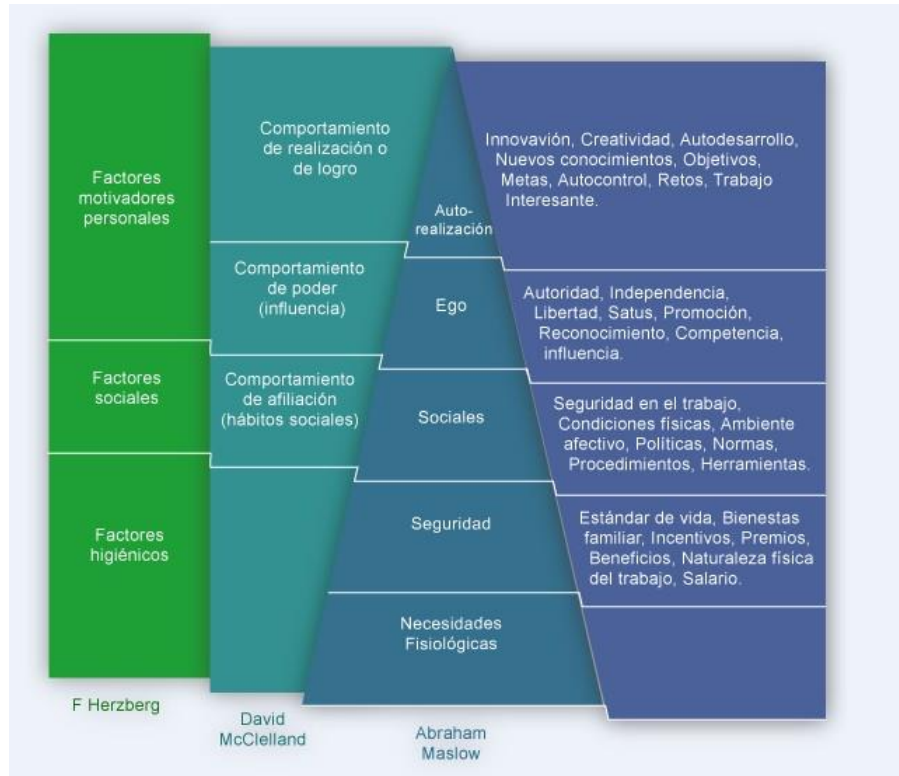 Factores
motivadores
personales
Factores
sociales
Factores
higiénicos
F Herzberg
Comportamiento
de realización o
de logro
Comportamiento
de poder
(influencia)
Comportamiento
de afiliación
(hábitos sociales)
David
McClelland
Auto-
realización
Ego
Sociales
Seguridad
Necesidades
Fisiológicas
Abraham
Maslow
Innovavión, Creatividad, Autodesarrollo,
Nuevos conocimientos, Objetivos,
Metas, Autocontrol, Retos, Trabajo
Interesante.
Autoridad, Independencia,
Libertad, Satus, Promoción,
Reconocimiento, Competencia,
influencia.
Seguridad en el trabajo,
Condiciones físicas, Ambiente
afectivo, Políticas, Normas,
Procedimientos, Herramientas.
Estándar de vida, Bienestas
familiar, Incentivos, Premios,
Beneficios, Naturaleza física
del trabajo, Salario.